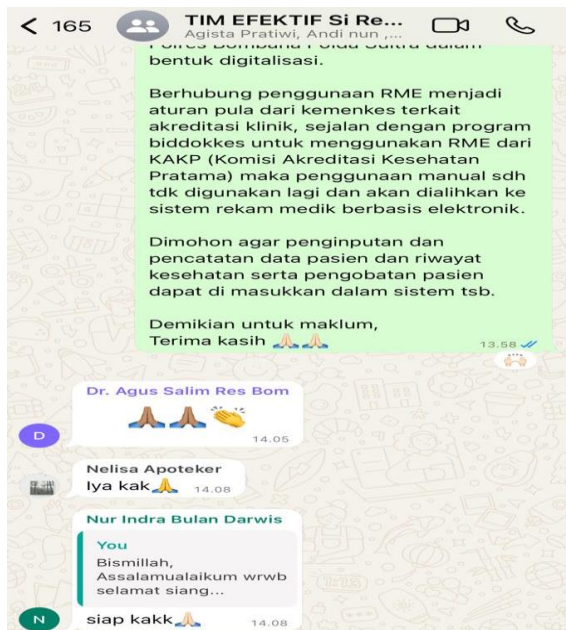 165
TIM EFEKTIF Si Re...
Agista Pratiwi, Andi nun ,...
Polres Bombana Polda Sultra dalam
bentuk digitalisasi.
Berhubung penggunaan RME menjadi
aturan pula dari kemenkes terkait
akreditasi klinik, sejalan dengan program
biddokkes untuk menggunakan RME dari
KAKP (Komisi Akreditasi Kesehatan
Pratama) maka penggunaan manual sdh
tdk digunakan lagi dan akan dialihkan ke
sistem rekam medik berbasis elektronik.
Dimohon agar penginputan dan
pencatatan data pasien dan riwayat
kesehatan serta pengobatan pasien
dapat di masukkan dalam sistem tsb.
Demikian untuk maklum,
Terima kasih 🙏🏻🙏🏻
13.58
Dr. Agus Salim Res Bom
🙏🏽🙏🏽👏
D
14.05
Nelisa Apoteker
Iya kak🙏 14.08
Nur Indra Bulan Darwis
You
Bismillah,
Assalamualaikum wrwb
selamat siang...
N
siap kakk🙏🏻 14.08